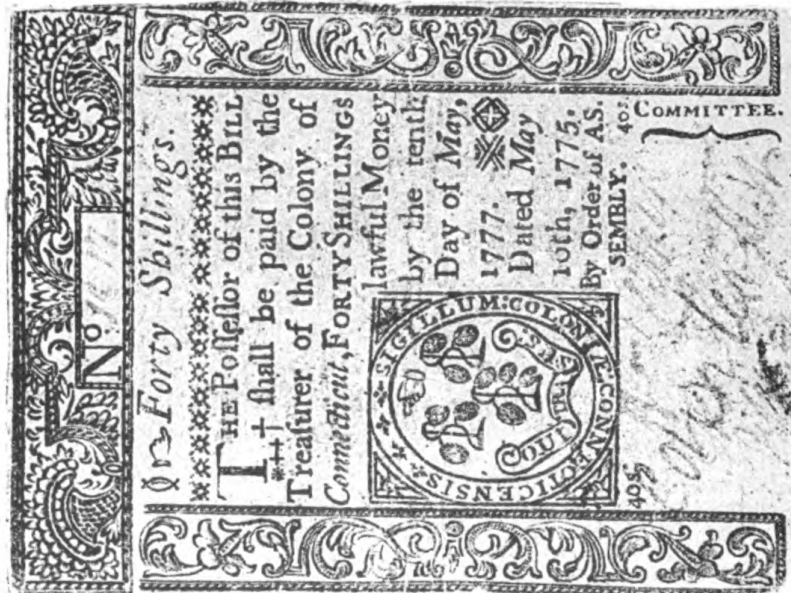 No
Forty Shillings.
THE Poſſeſſor of this BILL
ſhall be paid by the
Treaſurer of the Colony of
Connecticut, FORTY SHILLINGS
lawful Money
by the tenth
Day of May,
1777.
Dated May
10th, 1775.
By Order of AS.
SEMBLY.
SIGILLUM:COLONIÆ:CONNECTICENSIS
QUI TRA SUS
40s. 40s.
COMMITTEE.